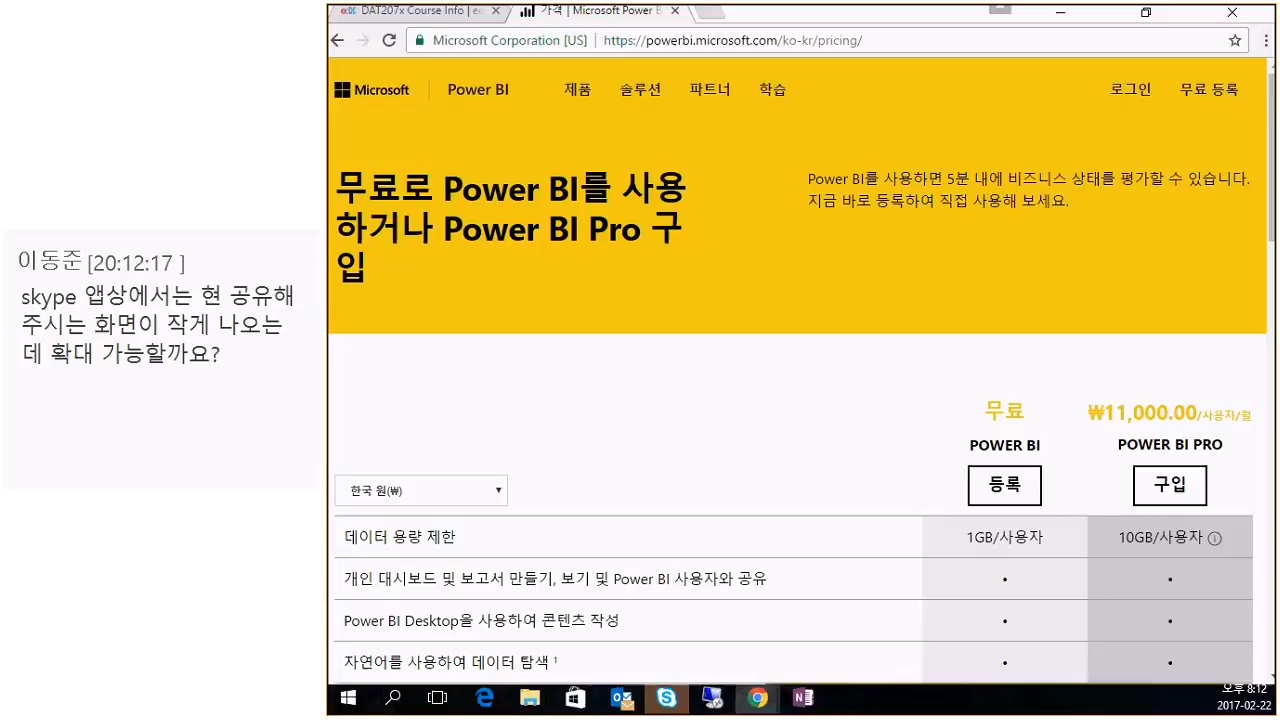 DAT207x Course Info | ed
가격 | Microsoft Power B
Microsoft Corporation [US] | https://powerbi.microsoft.com/ko-kr/pricing/
Microsoft Power BI 제품 솔루션 파트너 학습 로그인 무료 등록
무료로 Power BI를 사용
하거나 Power BI Pro 구
입
Power BI를 사용하면 5분 내에 비즈니스 상태를 평가할 수 있습니다.
지금 바로 등록하여 직접 사용해 보세요.
이동준 [20:12:17 ]
skype 앱상에서는 현 공유해
주시는 화면이 작게 나오는
데 확대 가능할까요?
무료 ₩11,000.00/사용자/월
POWER BI POWER BI PRO
한국 원(₩) 등록 구입
데이터 용량 제한 1GB/사용자 10GB/사용자
개인 대시보드 및 보고서 만들기, 보기 및 Power BI 사용자와 공유 • •
Power BI Desktop을 사용하여 콘텐츠 작성 • •
자연어를 사용하여 데이터 탐색 ¹ • •
오후 8:12
2017-02-22